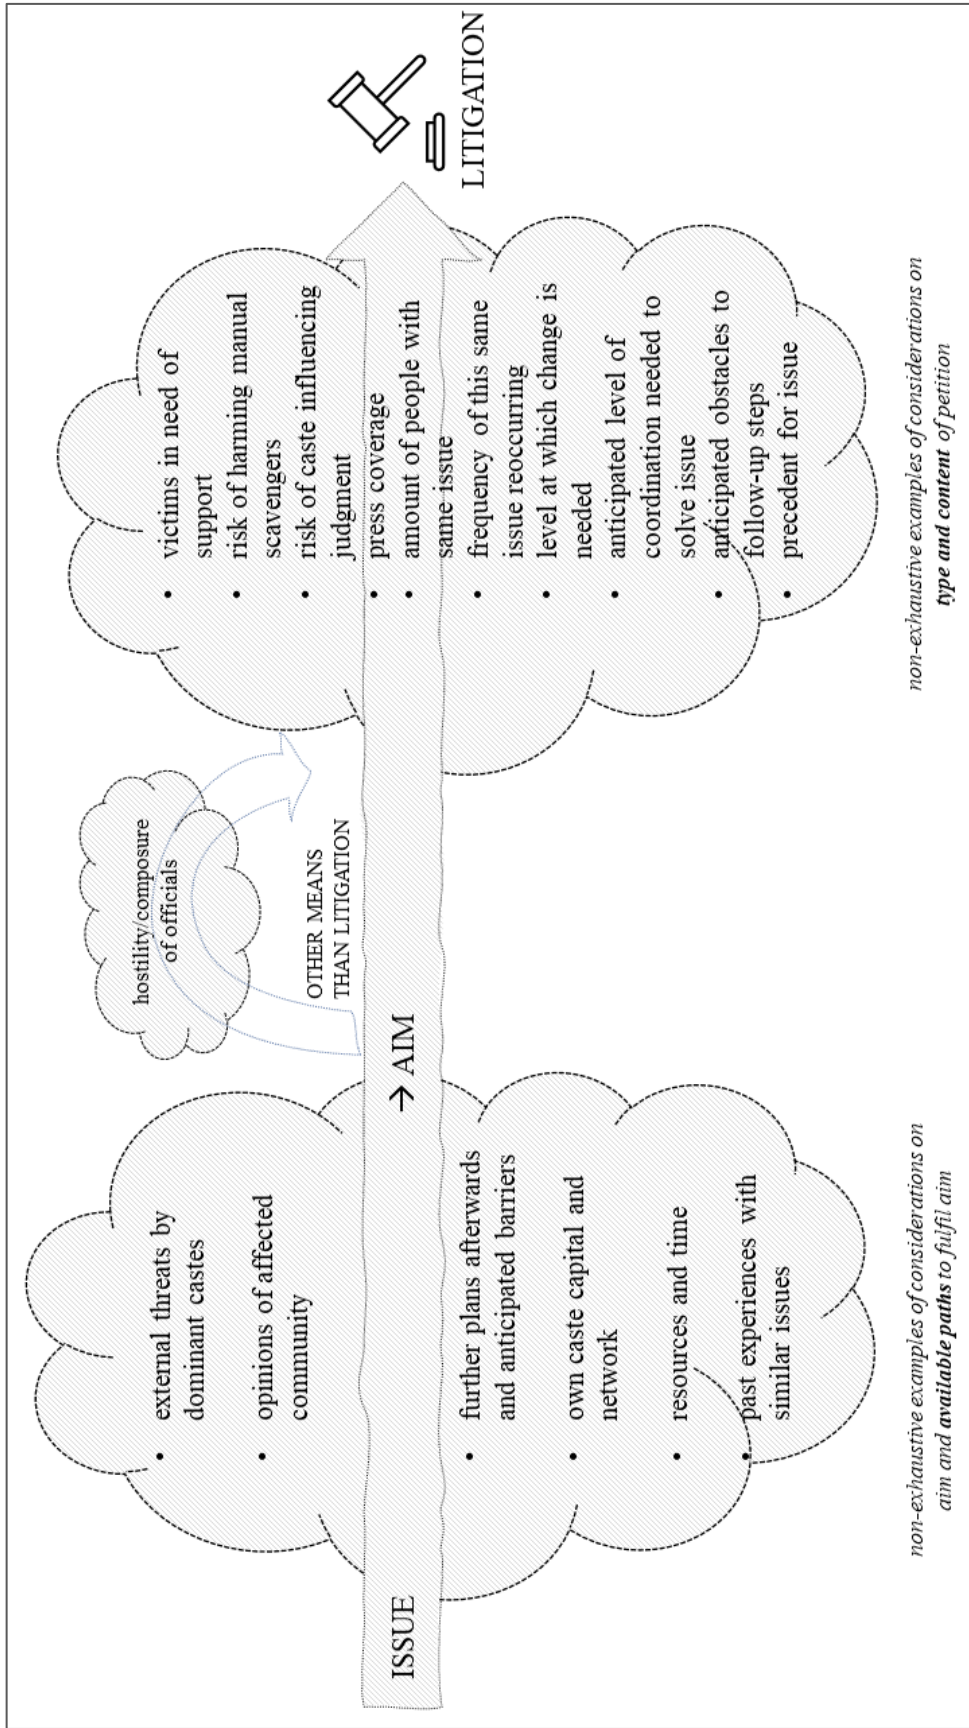 ISSUE
• external threats by
dominant castes
• opinions of affected
community
• further plans afterwards
and anticipated barriers
• own caste capital and
network
• resources and time
• past experiences with
similar issues
non-exhaustive examples of considerations on
aim and available paths to fulfil aim
→ AIM
hostility/composure
of officials
OTHER MEANS
THAN LITIGATION
• victims in need of
support
• risk of harming manual
scavengers
• risk of caste influencing
judgment
• press coverage
• amount of people with
same issue
• frequency of this same
issue reoccurring
• level at which change is
needed
• anticipated level of
coordination needed to
solve issue
• anticipated obstacles to
follow-up steps
• precedent for issue
non-exhaustive examples of considerations on
type and content of petition
LITIGATION